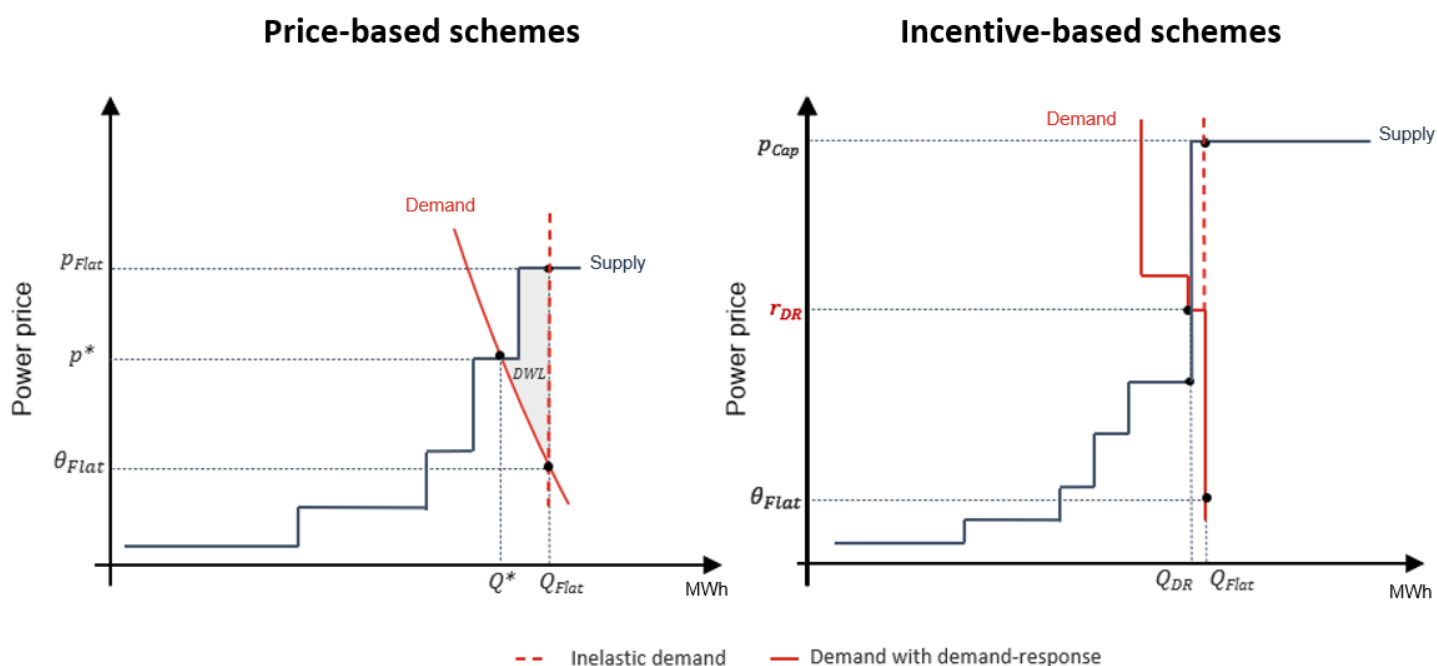 Price-based schemes
Incentive-based schemes
Power price
Demand
p_Flat
Supply
p*
DWL
θ_Flat
Q*
Q_Flat
MWh
Power price
Demand
p_Cap
Supply
r_DR
θ_Flat
Q_DR
Q_Flat
MWh
Inelastic demand
Demand with demand-response